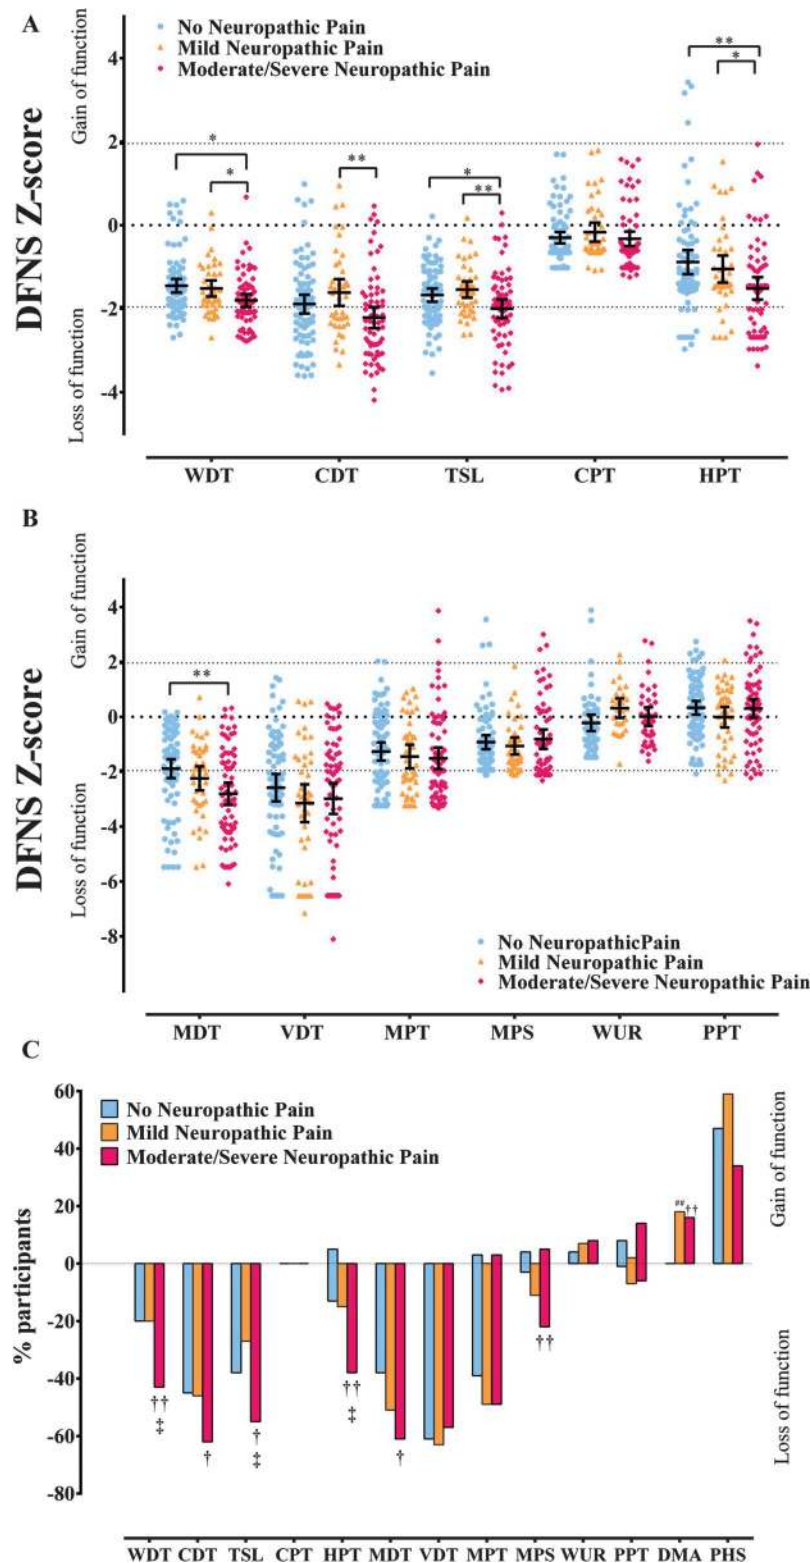 A
No Neuropathic Pain
Mild Neuropathic Pain
Moderate/Severe Neuropathic Pain
DFNS Z-score
Gain of function
Loss of function
4
2
0
-2
-4
*
*
**
*
**
**
*
WDT CDT TSL CPT HPT
B
DFNS Z-score
Gain of function
Loss of function
4
2
0
-2
-4
-6
-8
**
No NeuropathicPain
Mild Neuropathic Pain
Moderate/Severe Neuropathic Pain
MDT VDT MPT MPS WUR PPT
C
No Neuropathic Pain
Mild Neuropathic Pain
Moderate/Severe Neuropathic Pain
% participants
Gain of function
Loss of function
60
40
20
0
-20
-40
-60
-80
## ††
††
††
‡
††
‡
†
†
‡
†
WDT CDT TSL CPT HPT MDT VDT MPT MPS WUR PPT DMA PHS